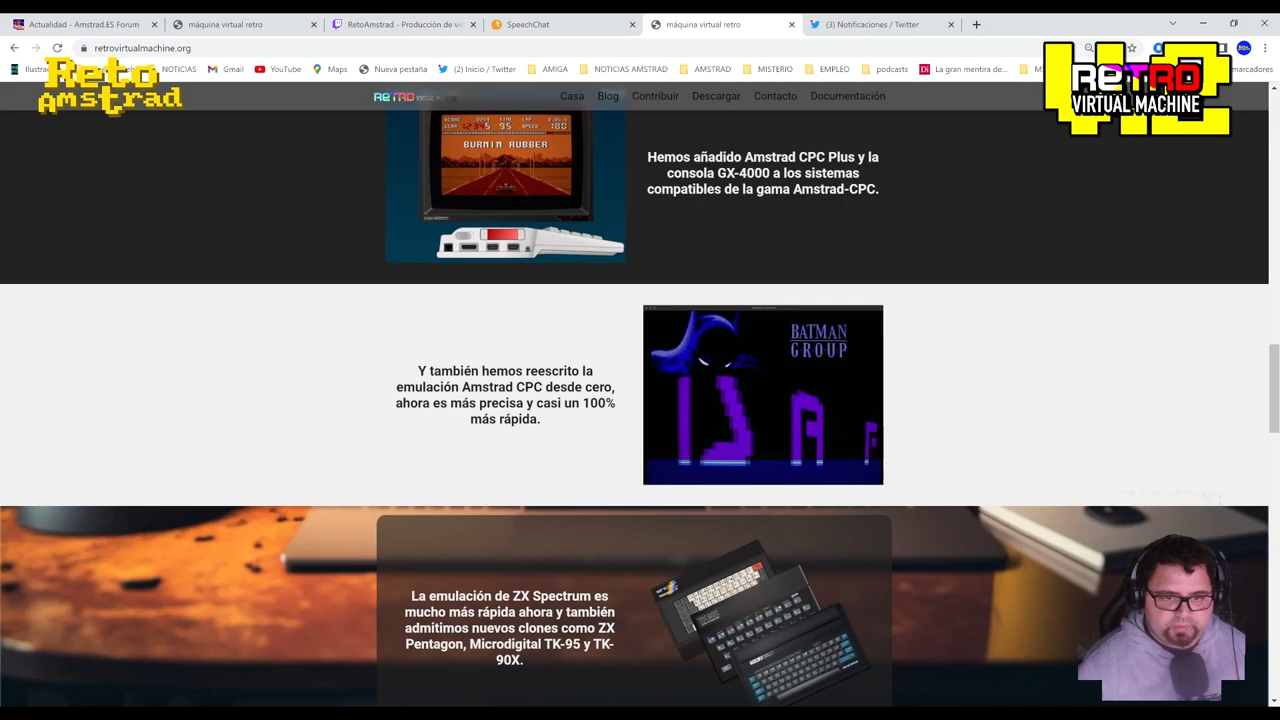 Actualidad - Amstrad.ES Forum
máquina virtual retro
RetoAmstrad - Producción de vi
SpeechChat
máquina virtual retro
(3) Notificaciones / Twitter
retrovirtualmachine.org
Ilustra
NOTICIAS
Gmail
YouTube
Maps
Nueva pestaña
(2) Inicio / Twitter
AMIGA
NOTICIAS AMSTRAD
AMSTRAD
MISTERIO
EMPLEO
podcasts
La gran mentira de...
marcadores
Reto
Amstrad
RETRO
VIRTUAL MACHINE
RETRO VIRTUAL MACHINE
Casa
Blog
Contribuir
Descargar
Contacto
Documentación
BURNIN RUBBER
Hemos añadido Amstrad CPC Plus y la
consola GX-4000 a los sistemas
compatibles de la gama Amstrad-CPC.
Y también hemos reescrito la
emulación Amstrad CPC desde cero,
ahora es más precisa y casi un 100%
más rápida.
BATMAN
GROUP
La emulación de ZX Spectrum es
mucho más rápida ahora y también
admitimos nuevos clones como ZX
Pentagon, Microdigital TK-95 y TK-
90X.